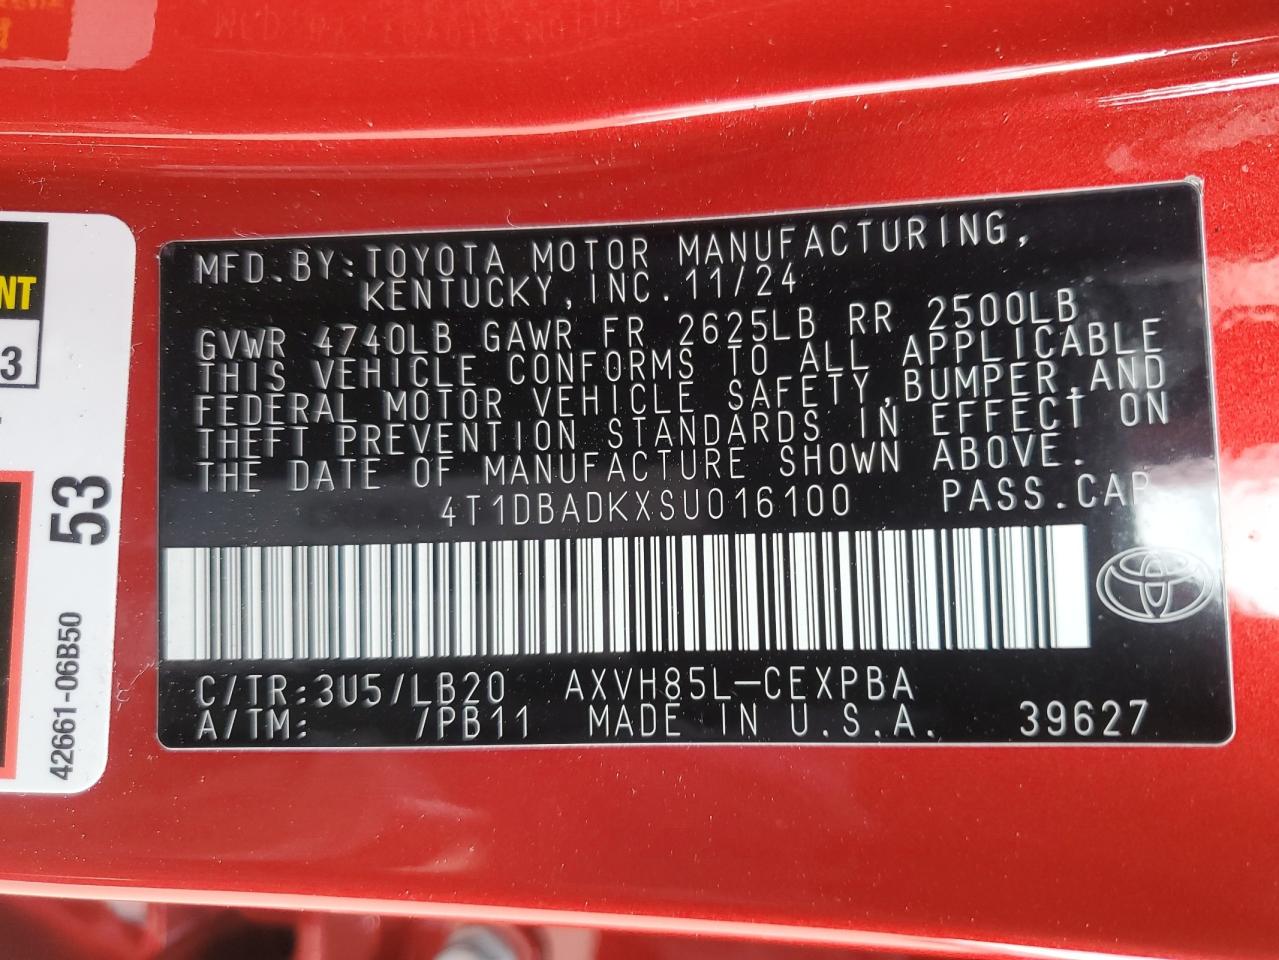 MFD.BY:TOYOTA MOTOR MANUFACTURING,
KENTUCKY,INC.11/24
GVWR 4740LB GAWR FR 2625LB RR 2500LB
THIS VEHICLE CONFORMS TO ALL APPLICABLE
FEDERAL MOTOR VEHICLE SAFETY,BUMPER,AND
THEFT PREVENTION STANDARDS IN EFFECT ON
THE DATE OF MANUFACTURE SHOWN ABOVE.
4T1DBADKXSU016100 PASS.CAR
C/TR:3U5/LB20 AXVH85L-CEXPBA
A/TM: /PB11 MADE IN U.S.A. 39627
NT
3
53
42661-06B50